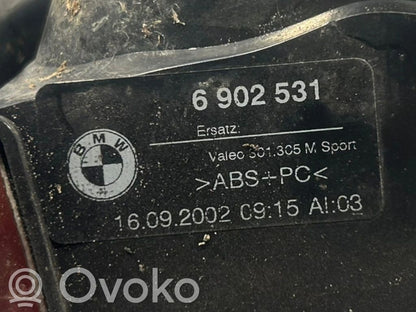 6 902 531
BMW
Ersatz:
Valeo 301.305 M Sport
>ABS+PC<
16.09.2002 09:15 AI:03
Ovoko